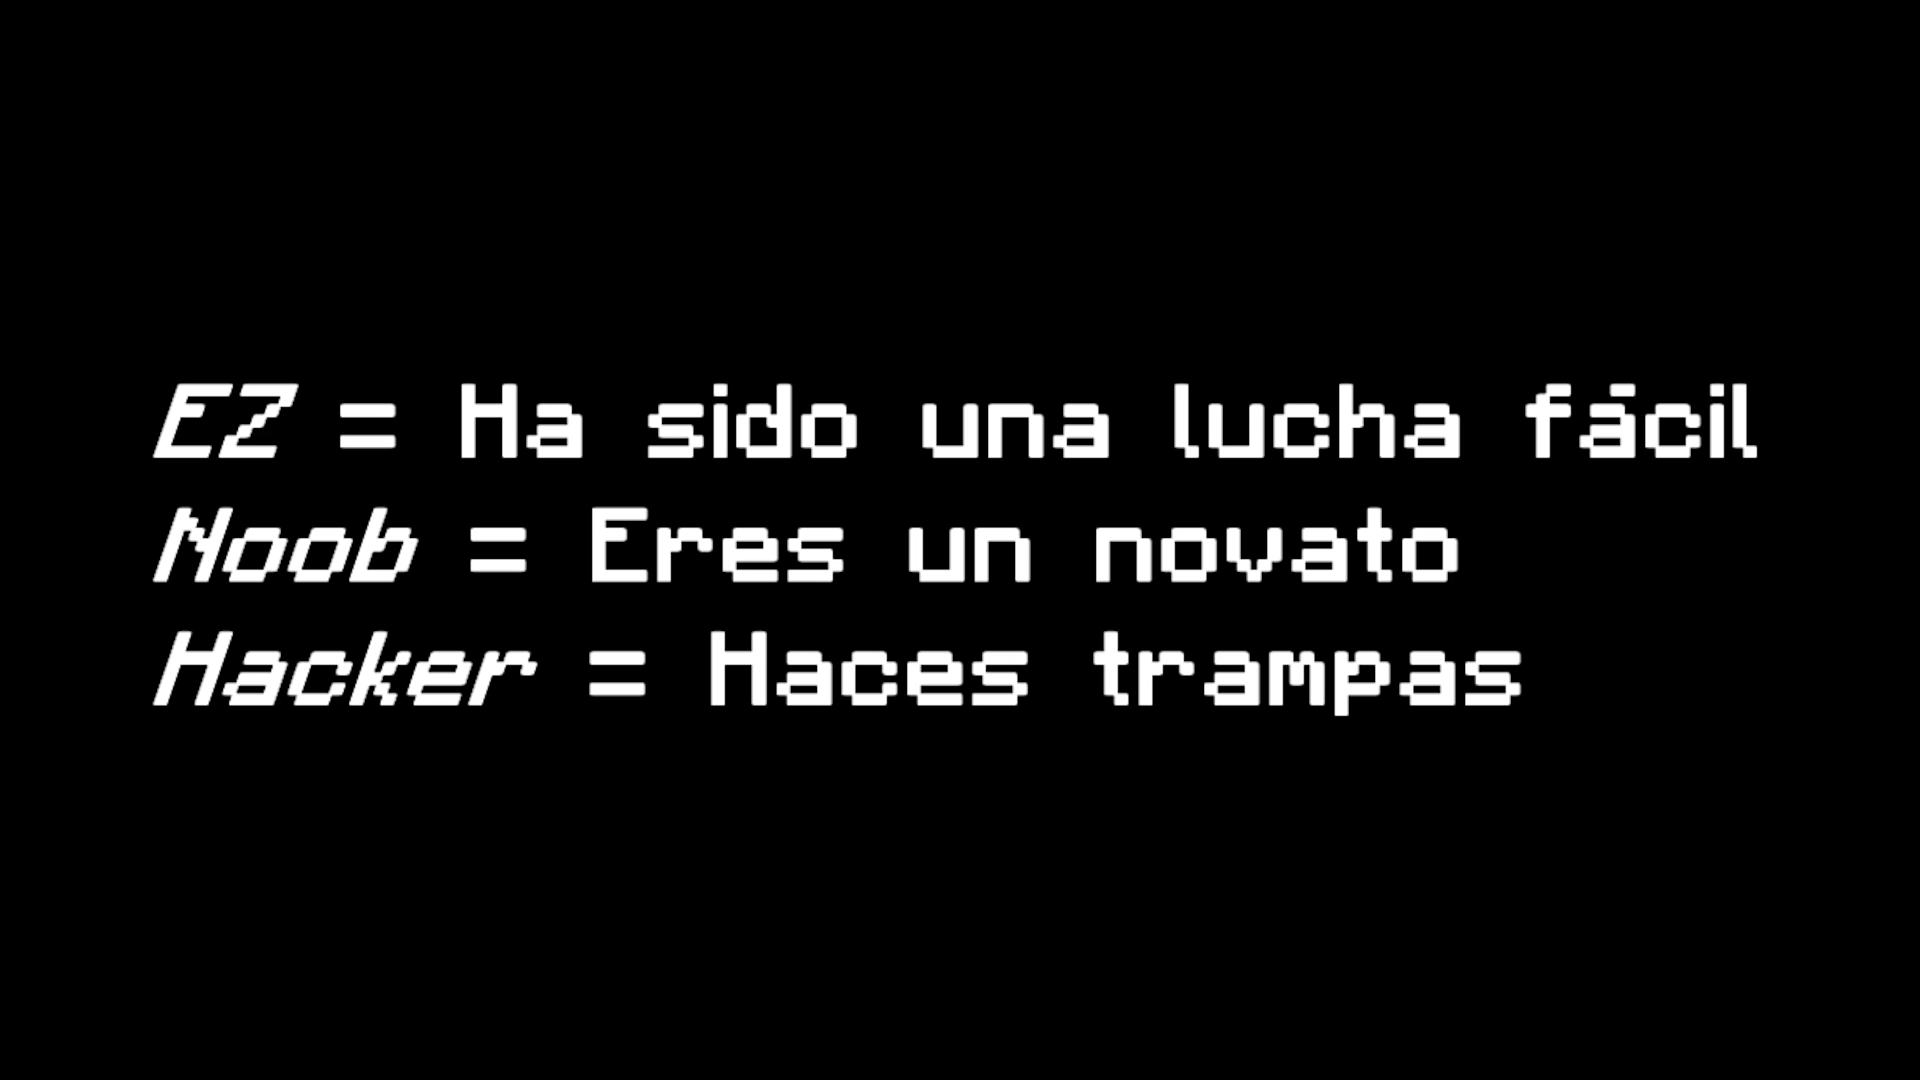 EZ = Ha sido una lucha fácil
Noob = Eres un novato
Hacker = Haces trampas